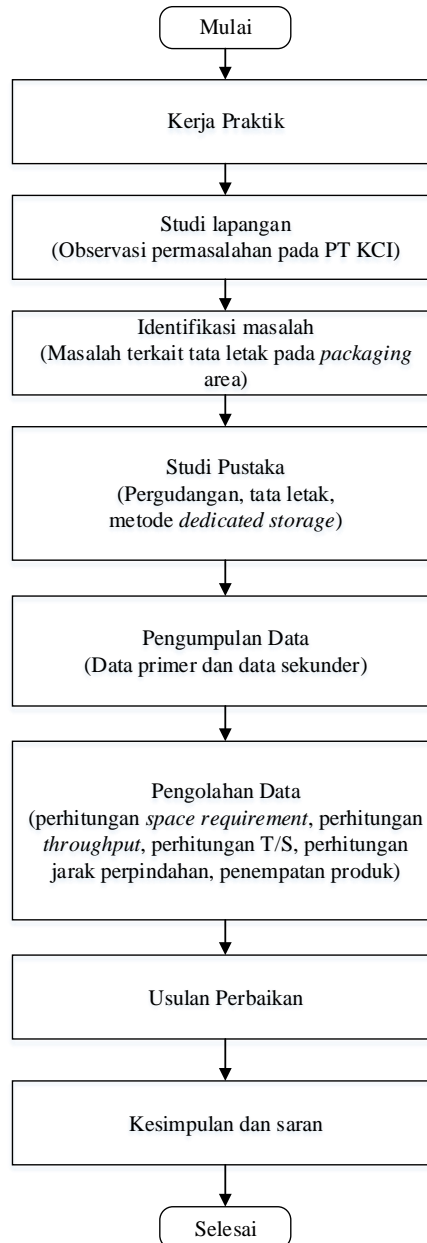 Mulai
Kerja Praktik
Studi lapangan
(Observasi permasalahan pada PT KCI)
Identifikasi masalah
(Masalah terkait tata letak pada packaging
area)
Studi Pustaka
(Pergudangan, tata letak,
metode dedicated storage)
Pengumpulan Data
(Data primer dan data sekunder)
Pengolahan Data
(perhitungan space requirement, perhitungan
throughput, perhitungan T/S, perhitungan
jarak perpindahan, penempatan produk)
Usulan Perbaikan
Kesimpulan dan saran
Selesai